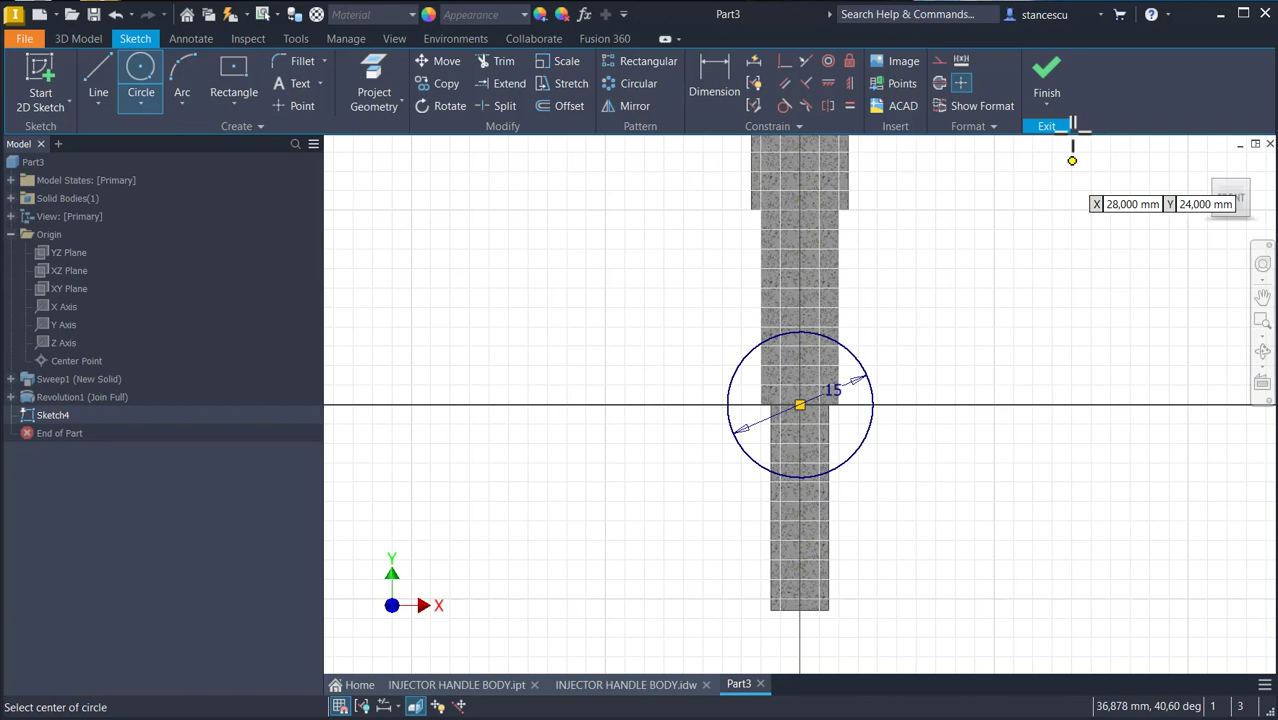 I Material Appearance fx Part3 Search Help & Commands... stancescu ?
File 3D Model Sketch Annotate Inspect Tools Manage View Environments Collaborate Fusion 360
Start 2D Sketch Line Circle Arc Rectangle Fillet Text Point Project Geometry Move Copy Rotate Trim Extend Split Scale Stretch Offset Rectangular Circular Mirror Dimension Image Points ACAD Show Format Finish
Sketch Create Modify Pattern Constrain Insert Format Exit
Model
Part3
Model States: [Primary]
Solid Bodies(1)
View: [Primary]
Origin
YZ Plane
XZ Plane
XY Plane
X Axis
Y Axis
Z Axis
Center Point
Sweep1 (New Solid)
Revolution1 (Join Full)
Sketch4
End of Part
X 28,000 mm Y 24,000 mm
FRONT
15
Y
X
Home INJECTOR HANDLE BODY.ipt INJECTOR HANDLE BODY.idw Part3
Select center of circle 36,878 mm, 40,60 deg 1 3